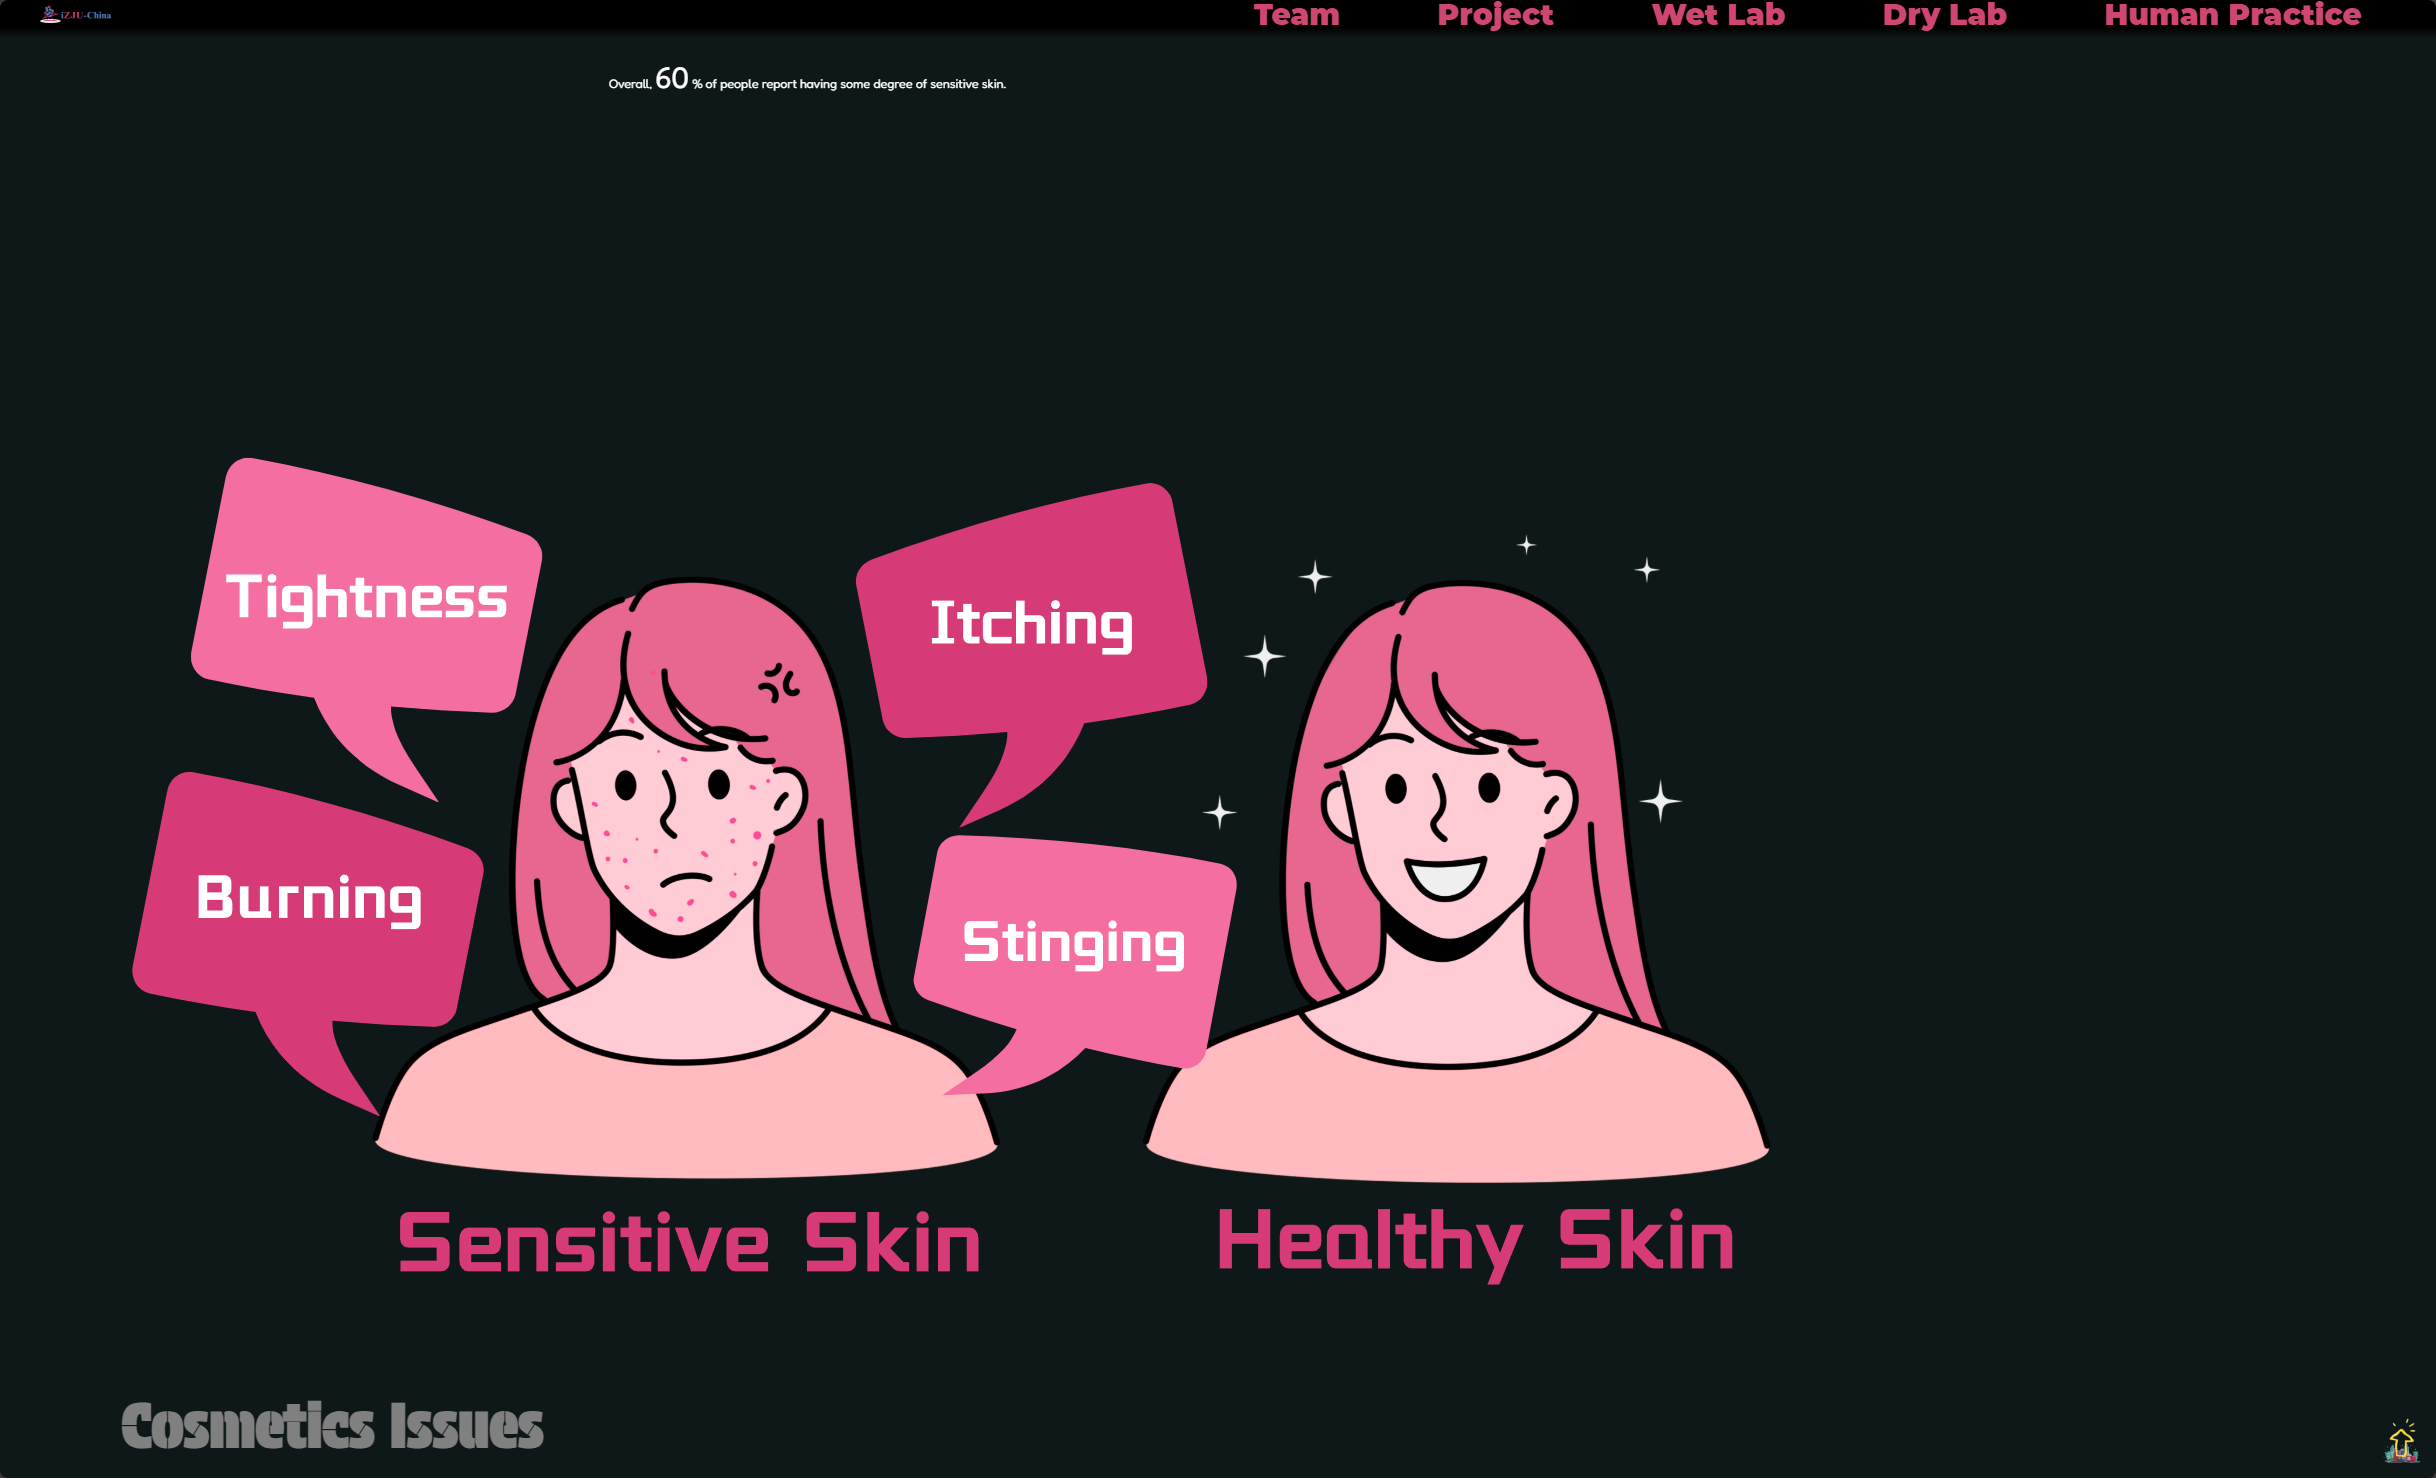 iZJU-China
Team Project Wet Lab Dry Lab Human Practice
Overall, 60 % of people report having some degree of sensitive skin.
Tightness
Itching
Burning
Stinging
Sensitive Skin
Healthy Skin
Cosmetics Issues